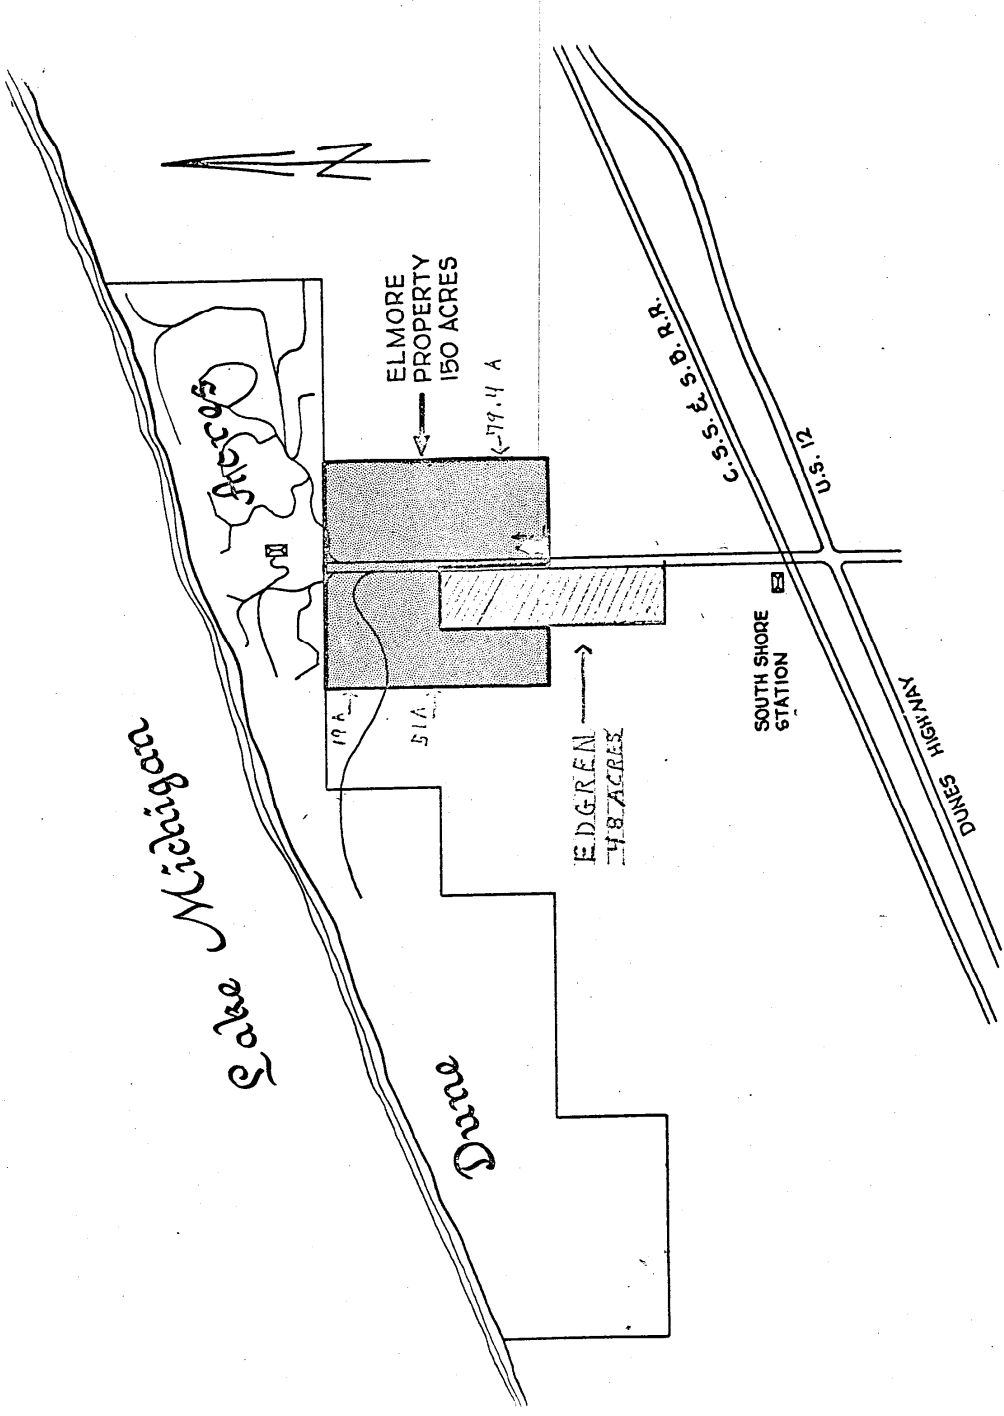 Lake Michigan
Dune
Acres
N
ELMORE
PROPERTY
150 ACRES
79.4 A
19 A
51A
EDGREN
48 ACRES
C.S.S. & S.B. R.R.
U.S. 12
SOUTH SHORE
STATION
DUNES HIGHWAY